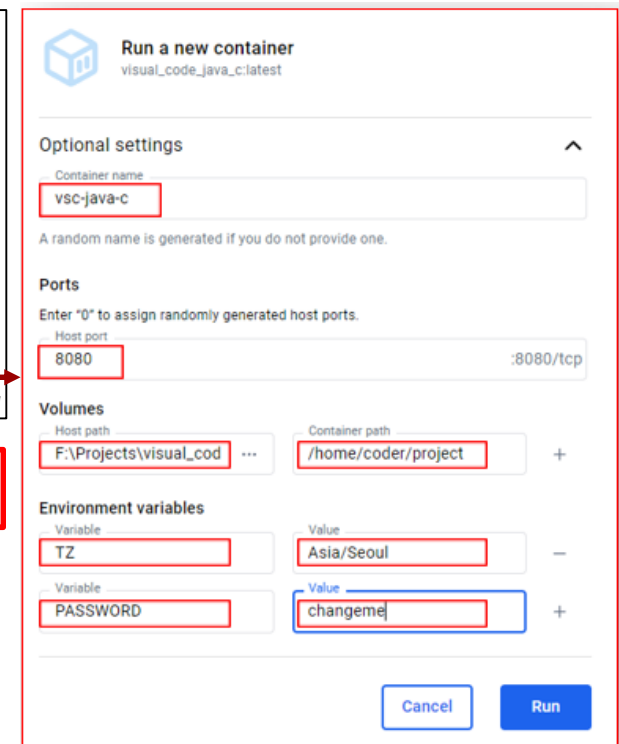 Run a new container
visual_code_java_c:latest
Optional settings
Container name
vsc-java-c
A random name is generated if you do not provide one.
Ports
Enter "0" to assign randomly generated host ports.
Host port
8080 :8080/tcp
Volumes
Host path Container path
F:\Projects\visual_cod ... /home/coder/project +
Environment variables
Variable Value
TZ Asia/Seoul −
Variable Value
PASSWORD changeme +
Cancel Run